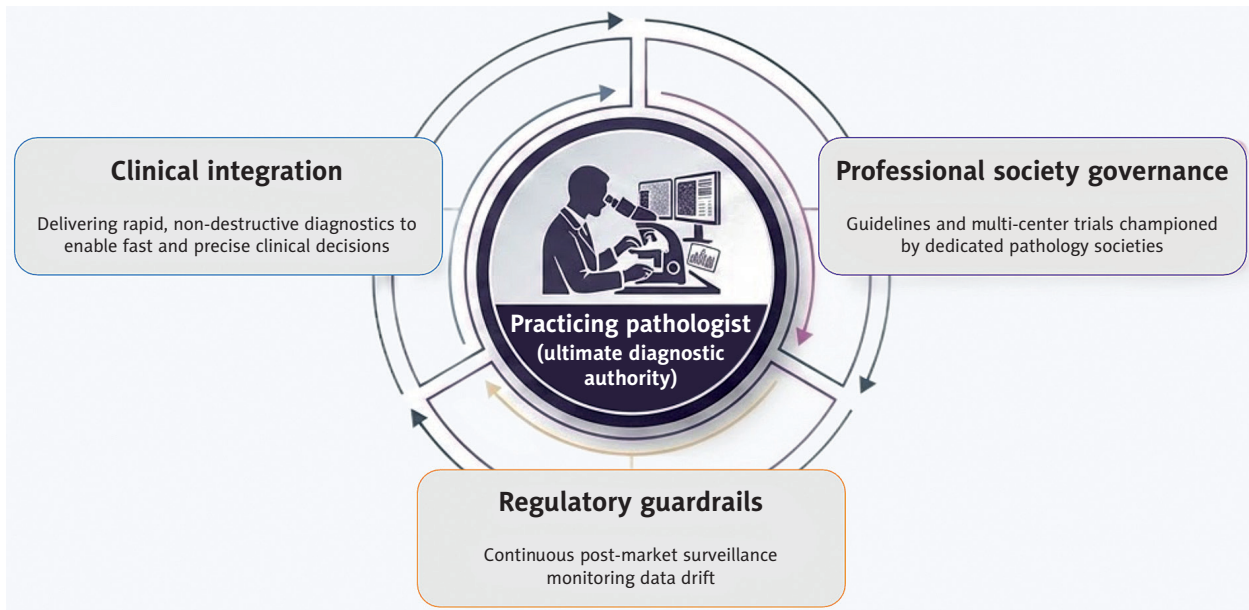 Clinical integration
Delivering rapid, non-destructive diagnostics to
enable fast and precise clinical decisions
Professional society governance
Guidelines and multi-center trials championed
by dedicated pathology societies
Practicing pathologist
(ultimate diagnostic
authority)
Regulatory guardrails
Continuous post-market surveillance
monitoring data drift